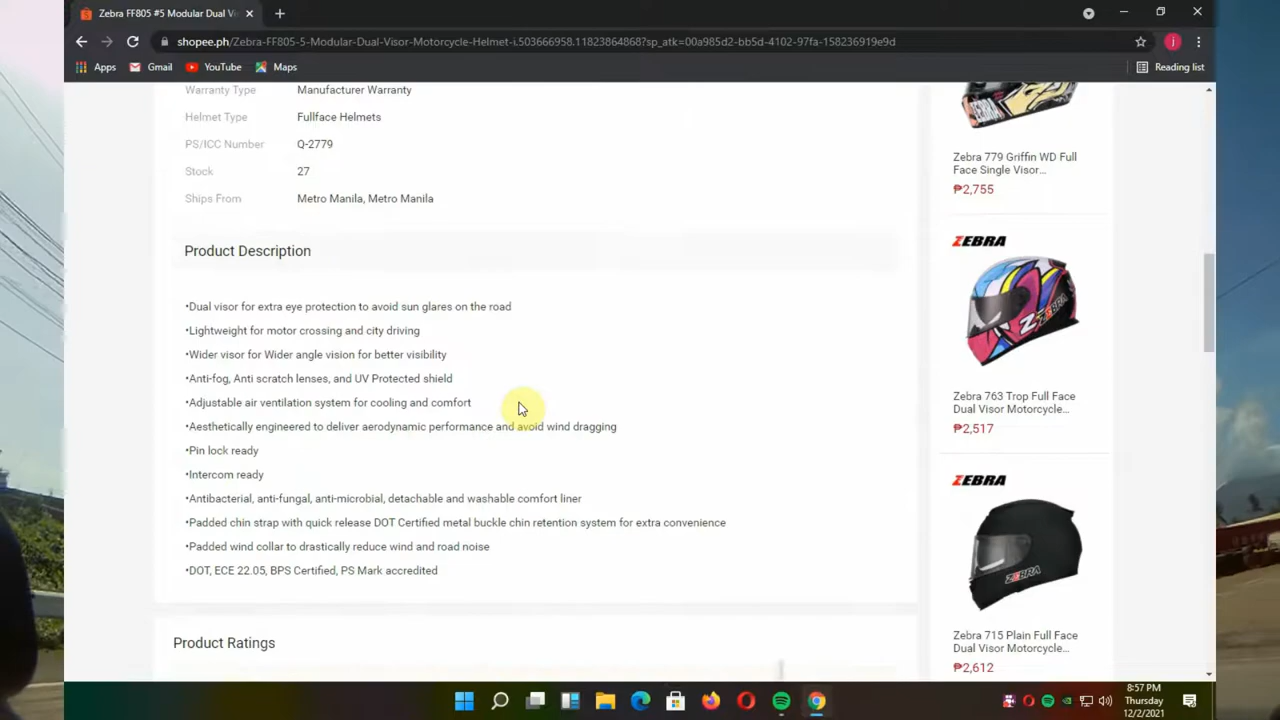 Zebra FF805 #5 Modular Dual Vi
shopee.ph/Zebra-FF805-5-Modular-Dual-Visor-Motorcycle-Helmet-i.503666958.11823864868?sp_atk=00a985d2-bb5d-4102-97fa-158236919e9d
j
Apps
Gmail
YouTube
Maps
Reading list
Warranty Type
Manufacturer Warranty
Helmet Type
Fullface Helmets
PS/ICC Number
Q-2779
Stock
27
Ships From
Metro Manila, Metro Manila
Product Description
•Dual visor for extra eye protection to avoid sun glares on the road
•Lightweight for motor crossing and city driving
•Wider visor for Wider angle vision for better visibility
•Anti-fog, Anti scratch lenses, and UV Protected shield
•Adjustable air ventilation system for cooling and comfort
•Aesthetically engineered to deliver aerodynamic performance and avoid wind dragging
•Pin lock ready
•Intercom ready
•Antibacterial, anti-fungal, anti-microbial, detachable and washable comfort liner
•Padded chin strap with quick release DOT Certified metal buckle chin retention system for extra convenience
•Padded wind collar to drastically reduce wind and road noise
•DOT, ECE 22.05, BPS Certified, PS Mark accredited
Product Ratings
ZEBRA
Zebra 779 Griffin WD Full
Face Single Visor...
₱2,755
ZEBRA
ZEBRA
Zebra 763 Trop Full Face
Dual Visor Motorcycle...
₱2,517
ZEBRA
ZEBRA
Zebra 715 Plain Full Face
Dual Visor Motorcycle...
₱2,612
8:57 PM
Thursday
12/2/2021